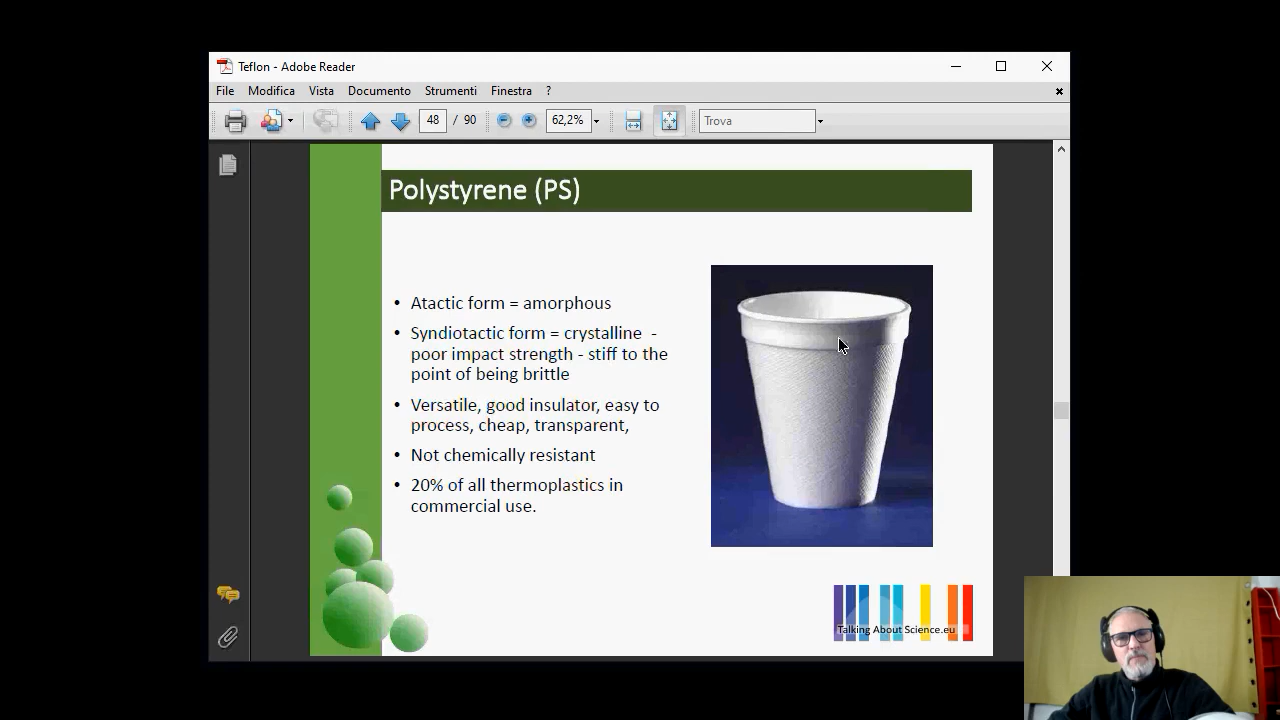 Teflon - Adobe Reader
File Modifica Vista Documento Strumenti Finestra ?
48 / 90 62,2% Trova
Polystyrene (PS)
• Atactic form = amorphous
• Syndiotactic form = crystalline -
poor impact strength - stiff to the
point of being brittle
• Versatile, good insulator, easy to
process, cheap, transparent,
• Not chemically resistant
• 20% of all thermoplastics in
commercial use.
Talking About Science.eu